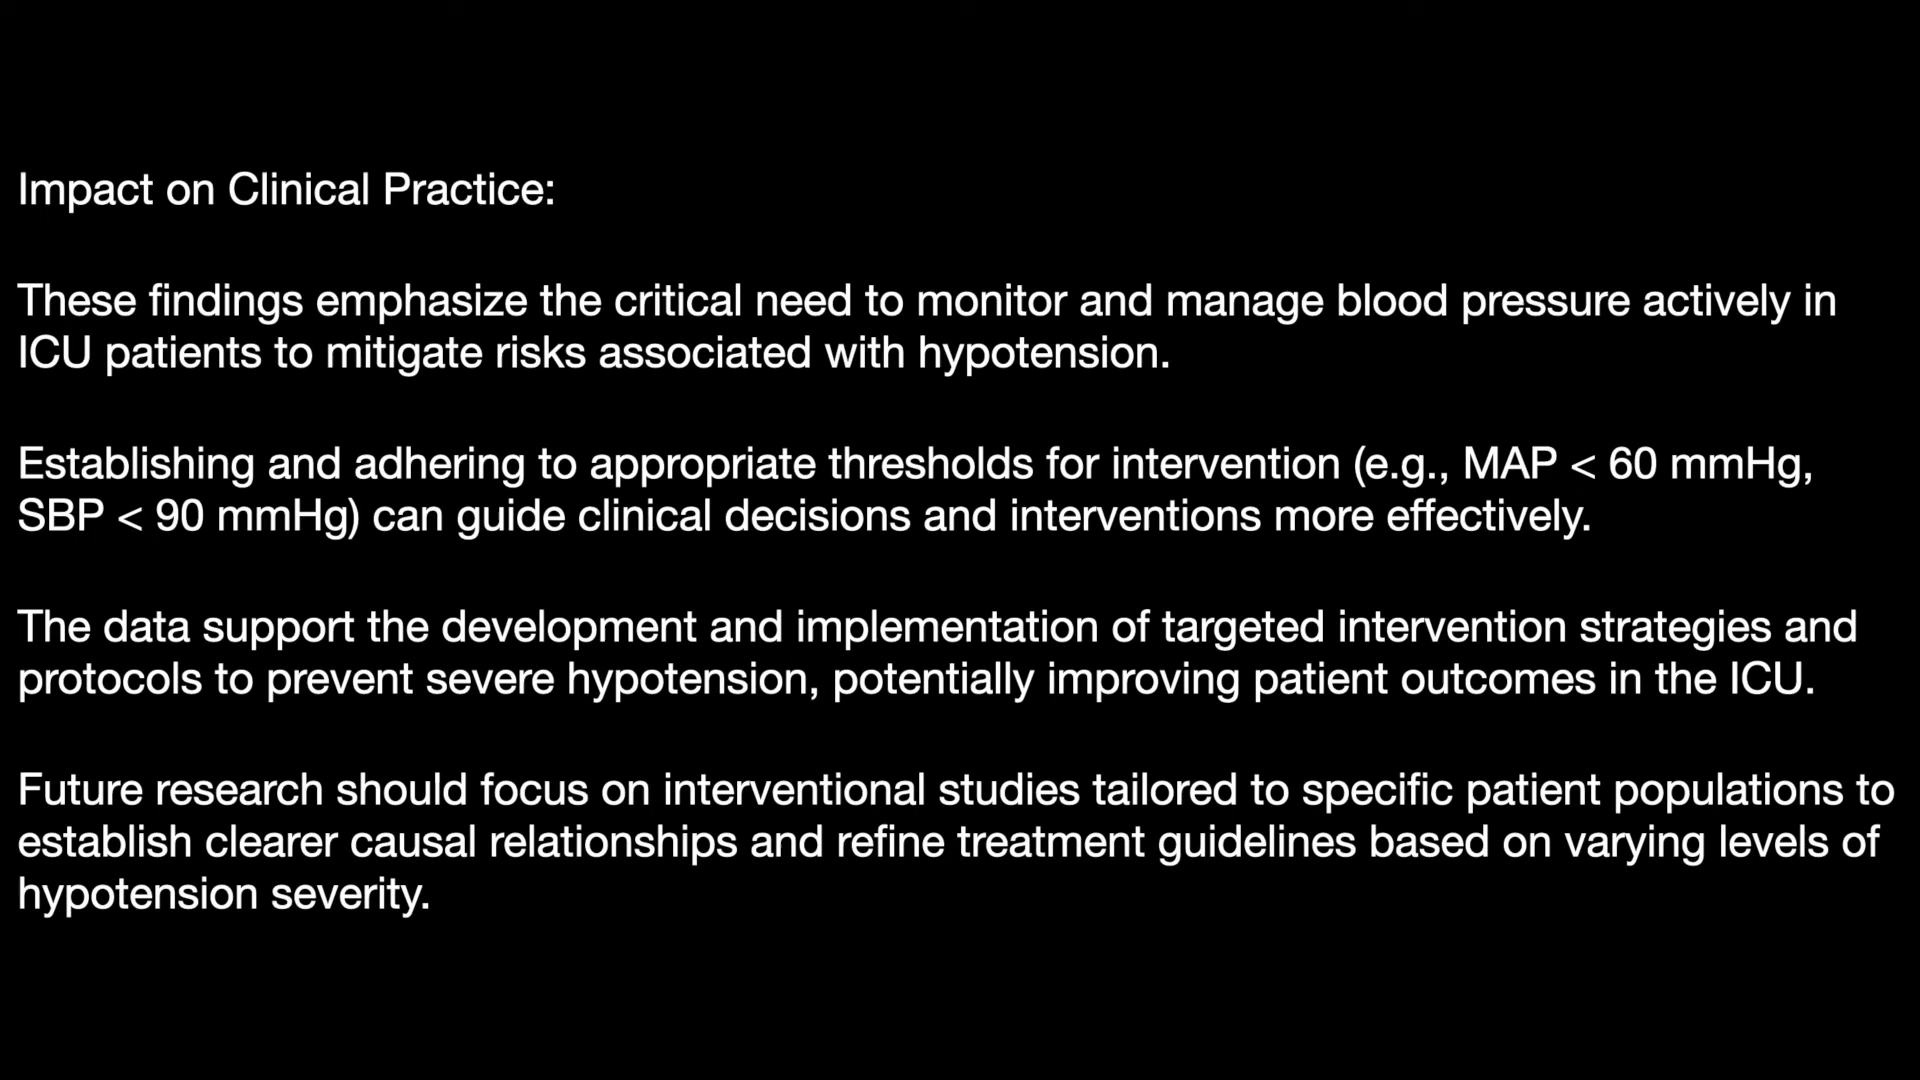 Impact on Clinical Practice:
These findings emphasize the critical need to monitor and manage blood pressure actively in
ICU patients to mitigate risks associated with hypotension.
Establishing and adhering to appropriate thresholds for intervention (e.g., MAP < 60 mmHg,
SBP < 90 mmHg) can guide clinical decisions and interventions more effectively.
The data support the development and implementation of targeted intervention strategies and
protocols to prevent severe hypotension, potentially improving patient outcomes in the ICU.
Future research should focus on interventional studies tailored to specific patient populations to
establish clearer causal relationships and refine treatment guidelines based on varying levels of
hypotension severity.